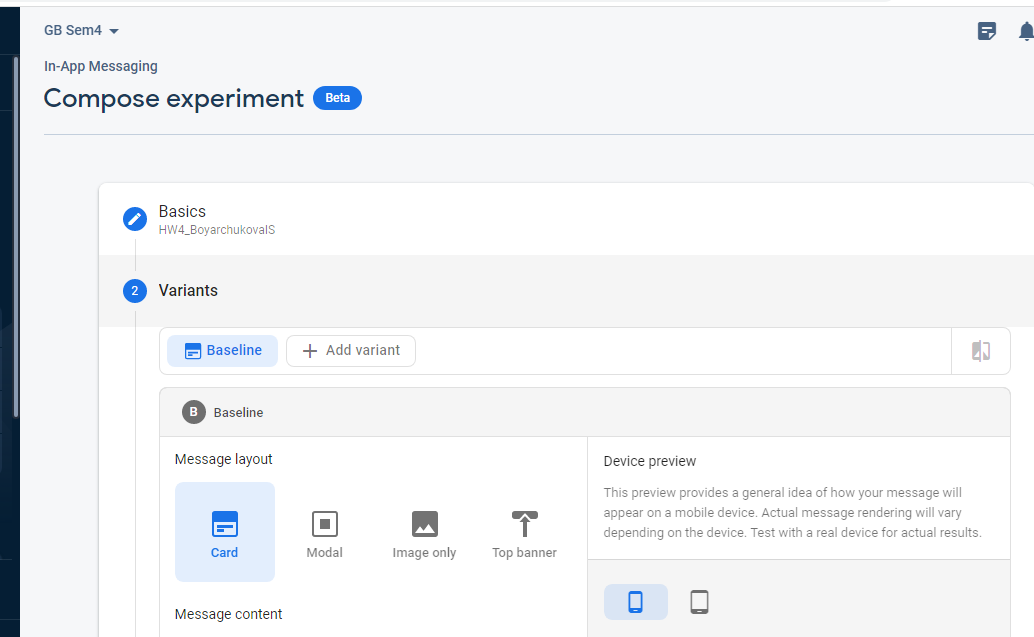 GB Sem4
In-App Messaging
Compose experiment Beta
Basics
HW4_BoyarchukovaIS
2 Variants
Baseline Add variant
B Baseline
Message layout
Card Modal Image only Top banner
Message content
Device preview
This preview provides a general idea of how your message will
appear on a mobile device. Actual message rendering will vary
depending on the device. Test with a real device for actual results.